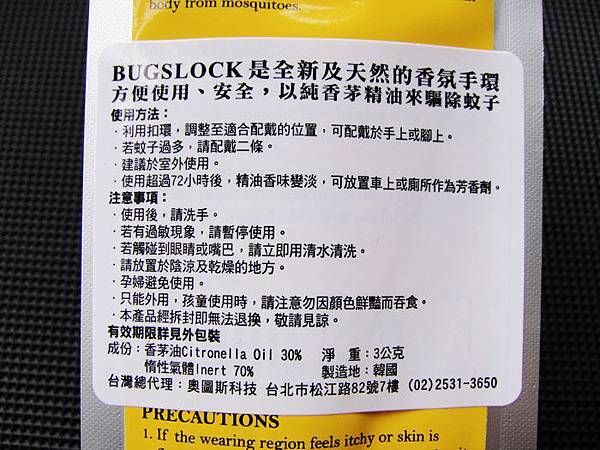 body from mosquitoes.
BUGSLOCK 是全新及天然的香氛手環
方便使用、安全，以純香茅精油來驅除蚊子
使用方法：
·利用扣環，調整至適合配戴的位置，可配戴於手上或腳上。
·若蚊子過多，請配戴二條。
·建議於室外使用。
·使用超過72小時後，精油香味變淡，可放置車上或廁所作為芳香劑。
注意事項：
·使用後，請洗手。
·若有過敏現象，請暫停使用。
·若觸碰到眼睛或嘴巴，請立即用清水清洗。
·請放置於陰涼及乾燥的地方。
·孕婦避免使用。
·只能外用，孩童使用時，請注意勿因顏色鮮豔而吞食。
·本產品經拆封即無法退換，敬請見諒。
有效期限詳見外包裝
成份：香茅油Citronella Oil 30% 淨 重：3公克
惰性氣體Inert 70% 製造地：韓國
台灣總代理：奧圖斯科技 台北市松江路82號7樓 (02)2531-3650
PRECAUTIONS
1. If the wearing region feels itchy or skin is